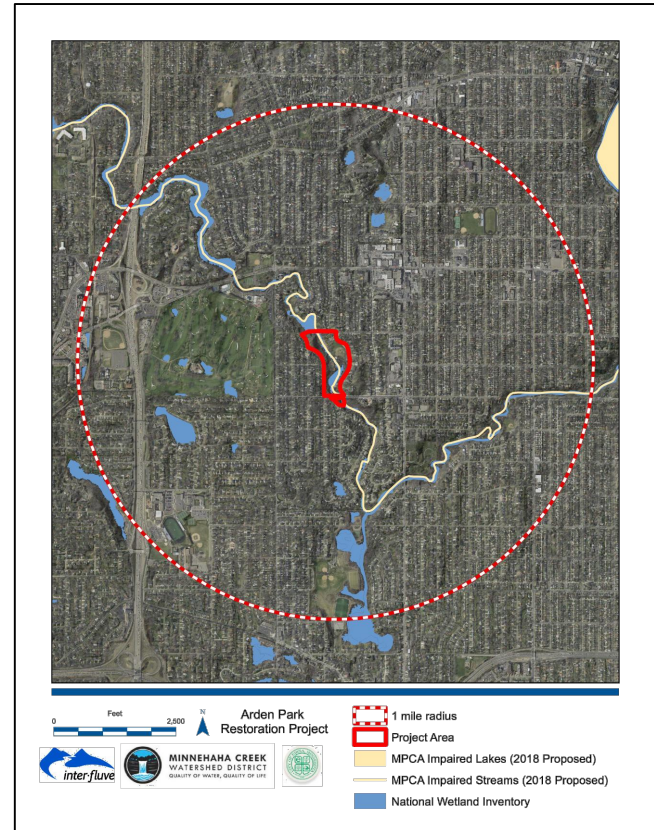 Feet
0 2,500
N
Arden Park
Restoration Project
inter-fluve
MINNEHAHA CREEK
WATERSHED DISTRICT
QUALITY OF WATER, QUALITY OF LIFE
1 mile radius
Project Area
MPCA Impaired Lakes (2018 Proposed)
MPCA Impaired Streams (2018 Proposed)
National Wetland Inventory